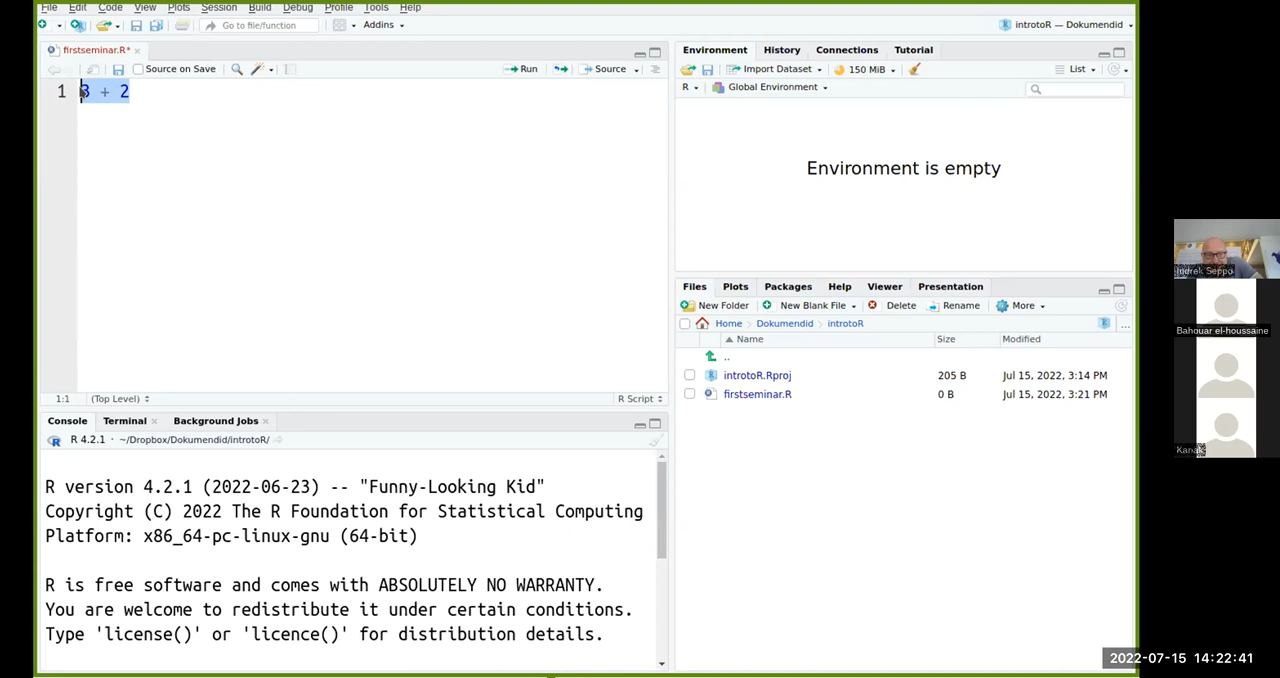 File Edit Code View Plots Session Build Debug Profile Tools Help
Go to file/function Addins introtoR — Dokumendid
firstseminar.R*
Source on Save Run Source
1 3 + 2
1:1 (Top Level) R Script
Console Terminal Background Jobs
R 4.2.1 · ~/Dropbox/Dokumendid/introtoR/
R version 4.2.1 (2022-06-23) -- "Funny-Looking Kid"
Copyright (C) 2022 The R Foundation for Statistical Computing
Platform: x86_64-pc-linux-gnu (64-bit)
R is free software and comes with ABSOLUTELY NO WARRANTY.
You are welcome to redistribute it under certain conditions.
Type 'license()' or 'licence()' for distribution details.
Environment History Connections Tutorial
Import Dataset 150 MiB List
R Global Environment
Environment is empty
Files Plots Packages Help Viewer Presentation
New Folder New Blank File Delete Rename More
Home Dokumendid introtoR ...
Name Size Modified
..
introtoR.Rproj 205 B Jul 15, 2022, 3:14 PM
firstseminar.R 0 B Jul 15, 2022, 3:21 PM
Indrek Seppo
Bahouar el-houssaine
2022-07-15 14:22:41